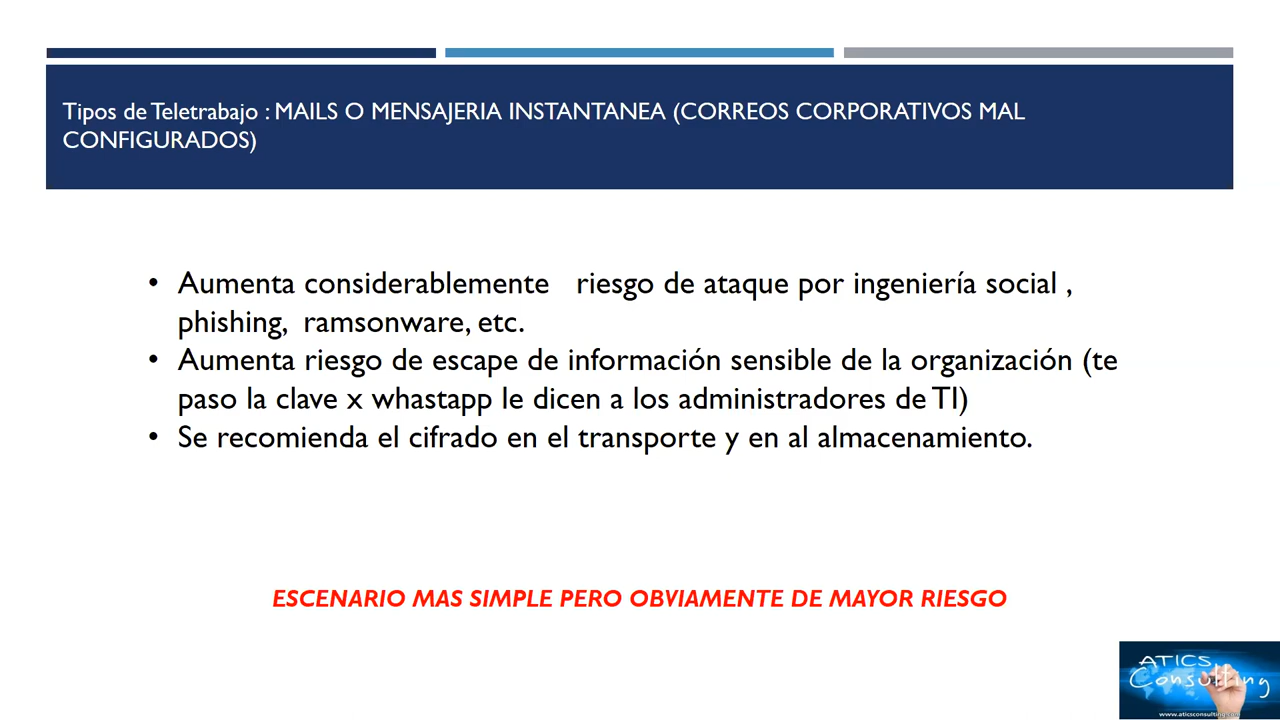 Tipos de Teletrabajo : MAILS O MENSAJERIA INSTANTANEA (CORREOS CORPORATIVOS MAL
CONFIGURADOS)
• Aumenta considerablemente riesgo de ataque por ingeniería social ,
phishing, ramsonware, etc.
• Aumenta riesgo de escape de información sensible de la organización (te
paso la clave x whastapp le dicen a los administradores de TI)
• Se recomienda el cifrado en el transporte y en al almacenamiento.
ESCENARIO MAS SIMPLE PERO OBVIAMENTE DE MAYOR RIESGO
ATICS
Consulting
www.aticsconsulting.com